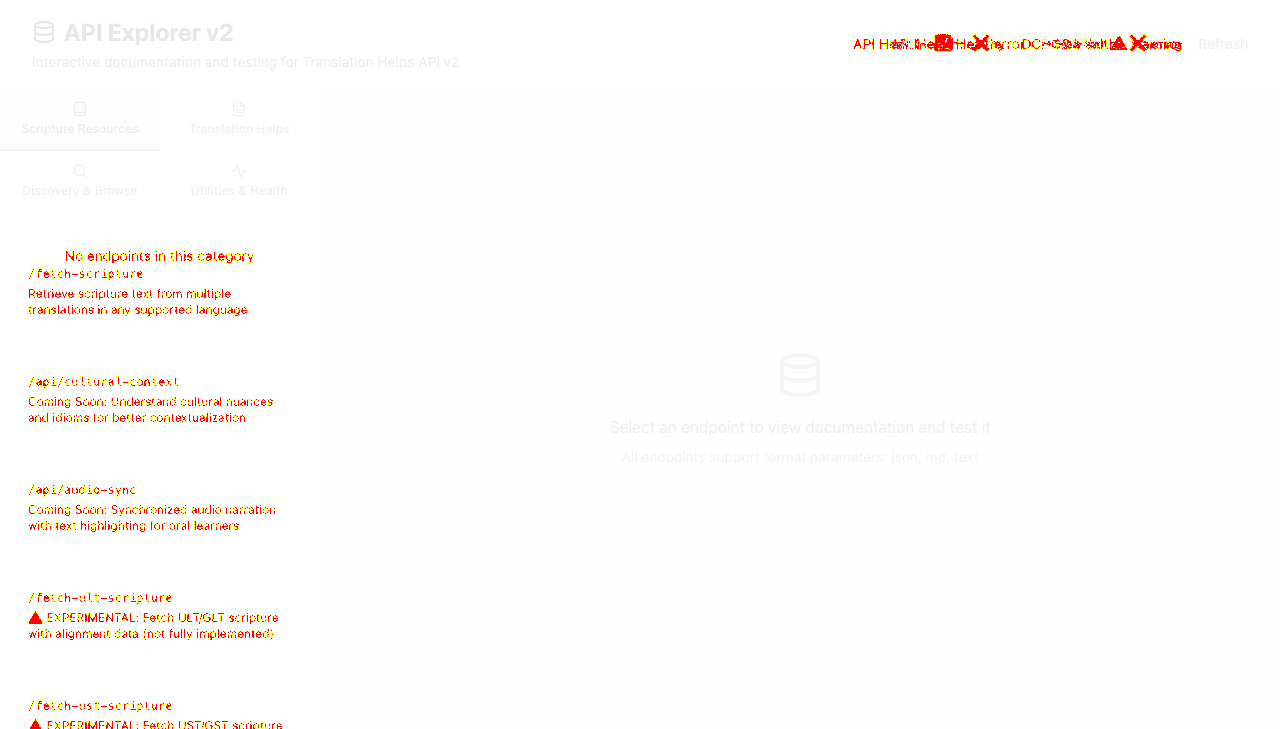 API Explorer v2
Interactive documentation and testing for Translation Helps API v2
Refresh
Scripture Resources
Translation Helps
Discovery & Browse
Utilities & Health
No endpoints in this category
/fetch-scripture
Retrieve scripture text from multiple
translations in any supported language
/api/cultural-context
Coming Soon: Understand cultural nuances
and idioms for better contextualization
/api/audio-sync
Coming Soon: Synchronized audio narration
with text highlighting for oral learners
/fetch-ult-scripture
EXPERIMENTAL: Fetch ULT/GLT scripture
with alignment data (not fully implemented)
/fetch-ust-scripture
EXPERIMENTAL: Fetch UST/GST scripture
Select an endpoint to view documentation and test it
All endpoints support format parameters: json, md, text